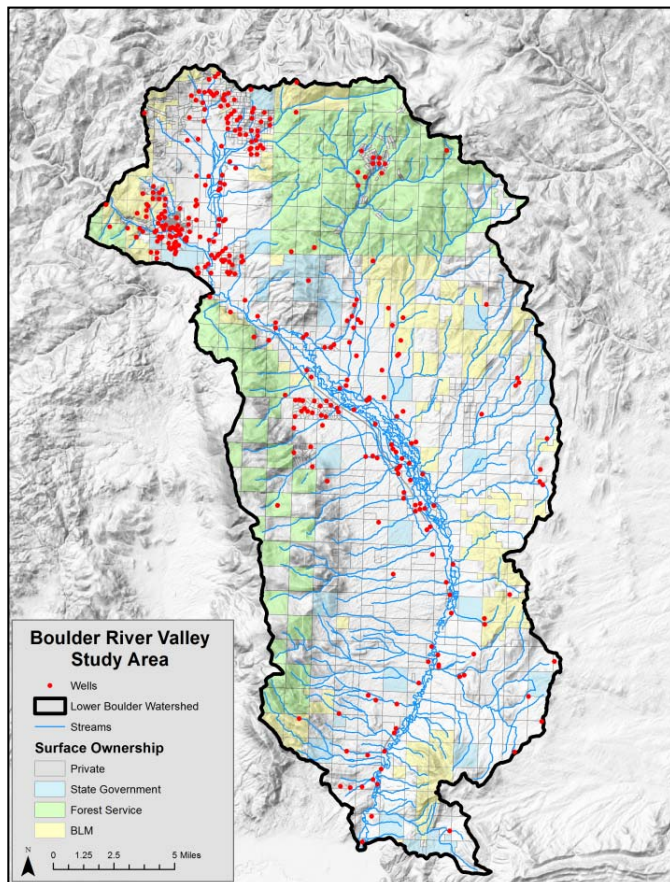 Boulder River Valley
Study Area
Wells
Lower Boulder Watershed
Streams
Surface Ownership
Private
State Government
Forest Service
BLM
N
0 1.25 2.5 5 Miles